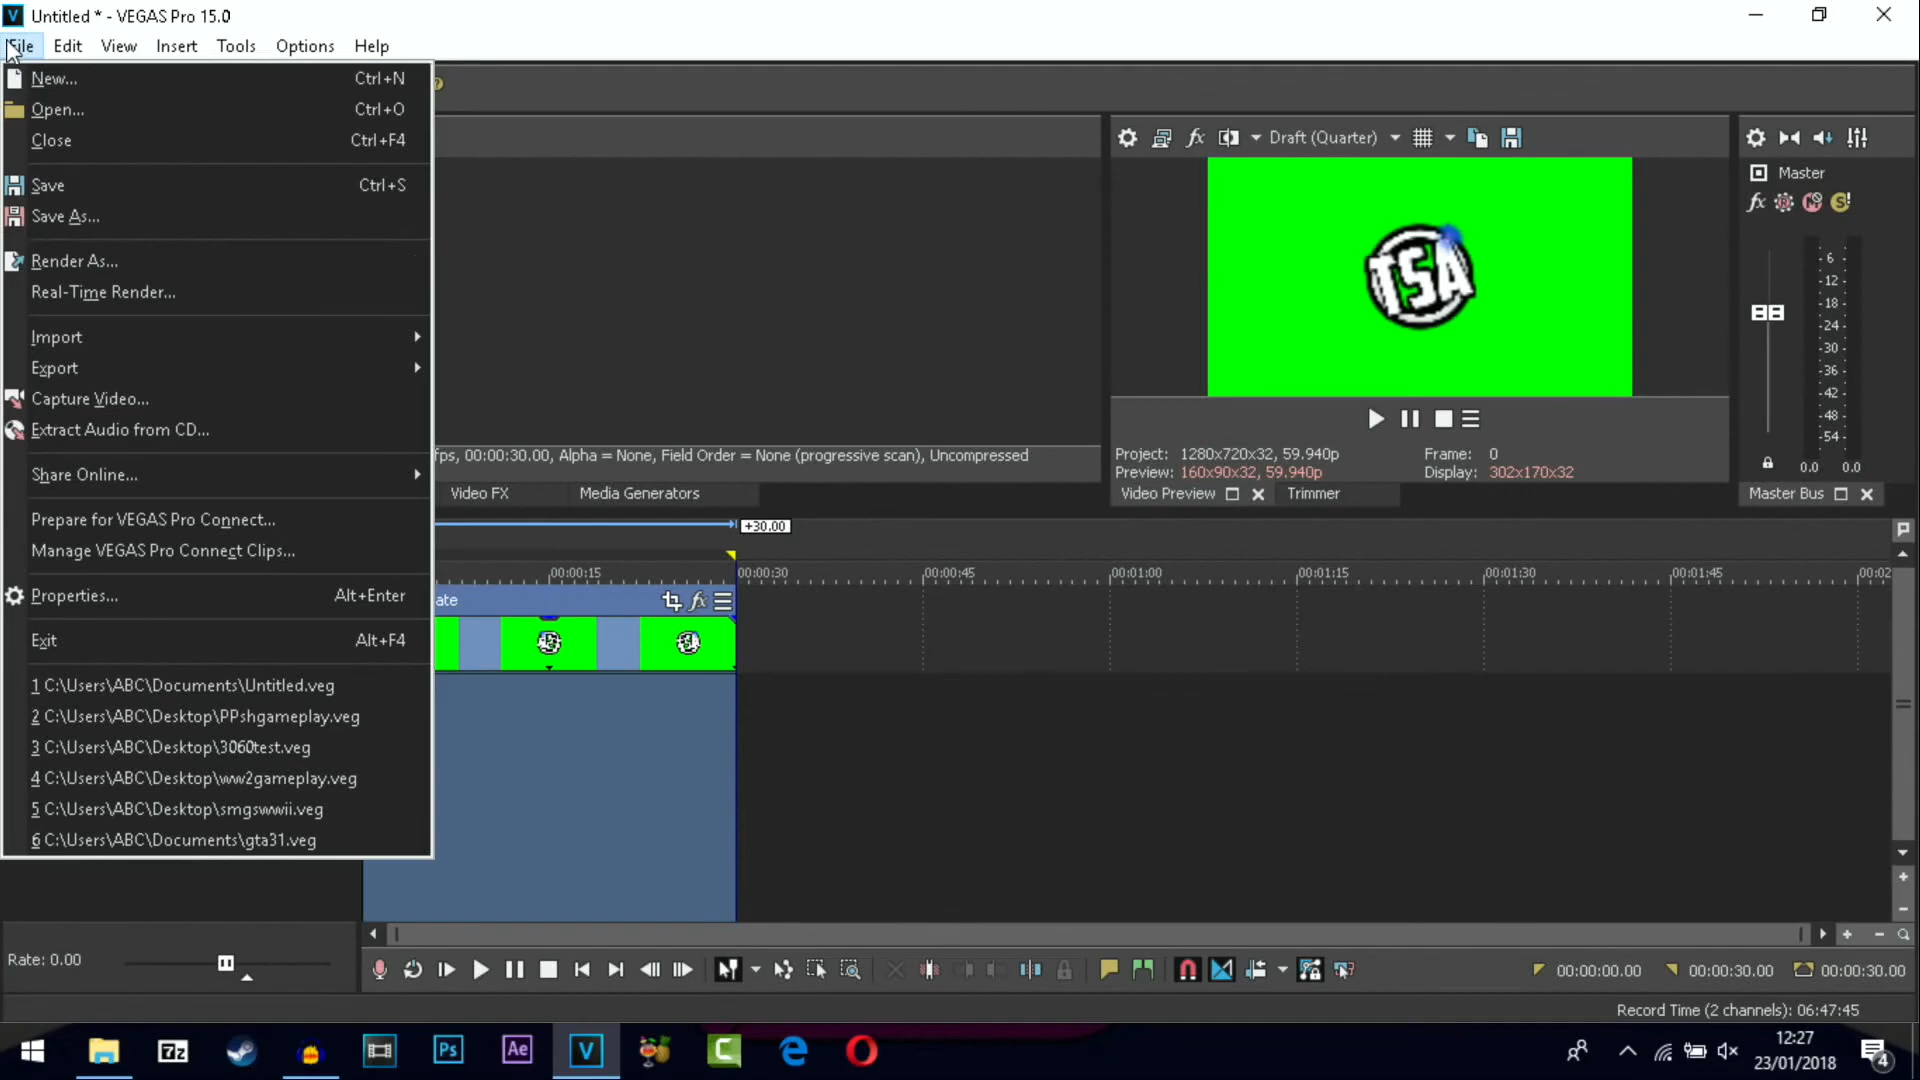 Untitled * - VEGAS Pro 15.0
File Edit View Insert Tools Options Help
New... Ctrl+N
Open... Ctrl+O
Close Ctrl+F4
Save Ctrl+S
Save As...
Render As...
Real-Time Render...
Import
Export
Capture Video...
Extract Audio from CD...
Share Online...
Prepare for VEGAS Pro Connect...
Manage VEGAS Pro Connect Clips...
Properties... Alt+Enter
Exit Alt+F4
1 C:\Users\ABC\Documents\Untitled.veg
2 C:\Users\ABC\Desktop\PPshgameplay.veg
3 C:\Users\ABC\Desktop\3060test.veg
4 C:\Users\ABC\Desktop\ww2gameplay.veg
5 C:\Users\ABC\Desktop\smgswwii.veg
6 C:\Users\ABC\Documents\gta31.veg
fps, 00:00:30.00, Alpha = None, Field Order = None (progressive scan), Uncompressed
Video FX Media Generators
fx Draft (Quarter)
TSA
Project: 1280x720x32, 59.940p Frame: 0
Preview: 160x90x32, 59.940p Display: 302x170x32
Video Preview Trimmer
Master
fx
-6
-12
-18
-24
-30
-36
-42
-48
-54
0.0 0.0
Master Bus
+30.00
00:00:15 00:00:30 00:00:45 00:01:00 00:01:15 00:01:30 00:01:45 00:02
ate fx
Rate: 0.00
00:00:00.00 00:00:30.00 00:00:30.00
Record Time (2 channels): 06:47:45
7z Ps Ae V C
12:27
23/01/2018
4